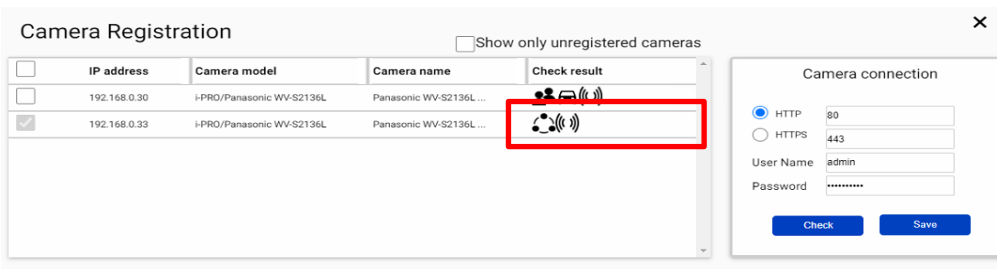 Camera Registration
Show only unregistered cameras
IP address Camera model Camera name Check result
192.168.0.30 i-PRO/Panasonic WV-S2136L Panasonic WV-S2136L ...
192.168.0.33 i-PRO/Panasonic WV-S2136L Panasonic WV-S2136L ...
Camera connection
HTTP 80
HTTPS 443
User Name admin
Password ••••••••••
Check Save